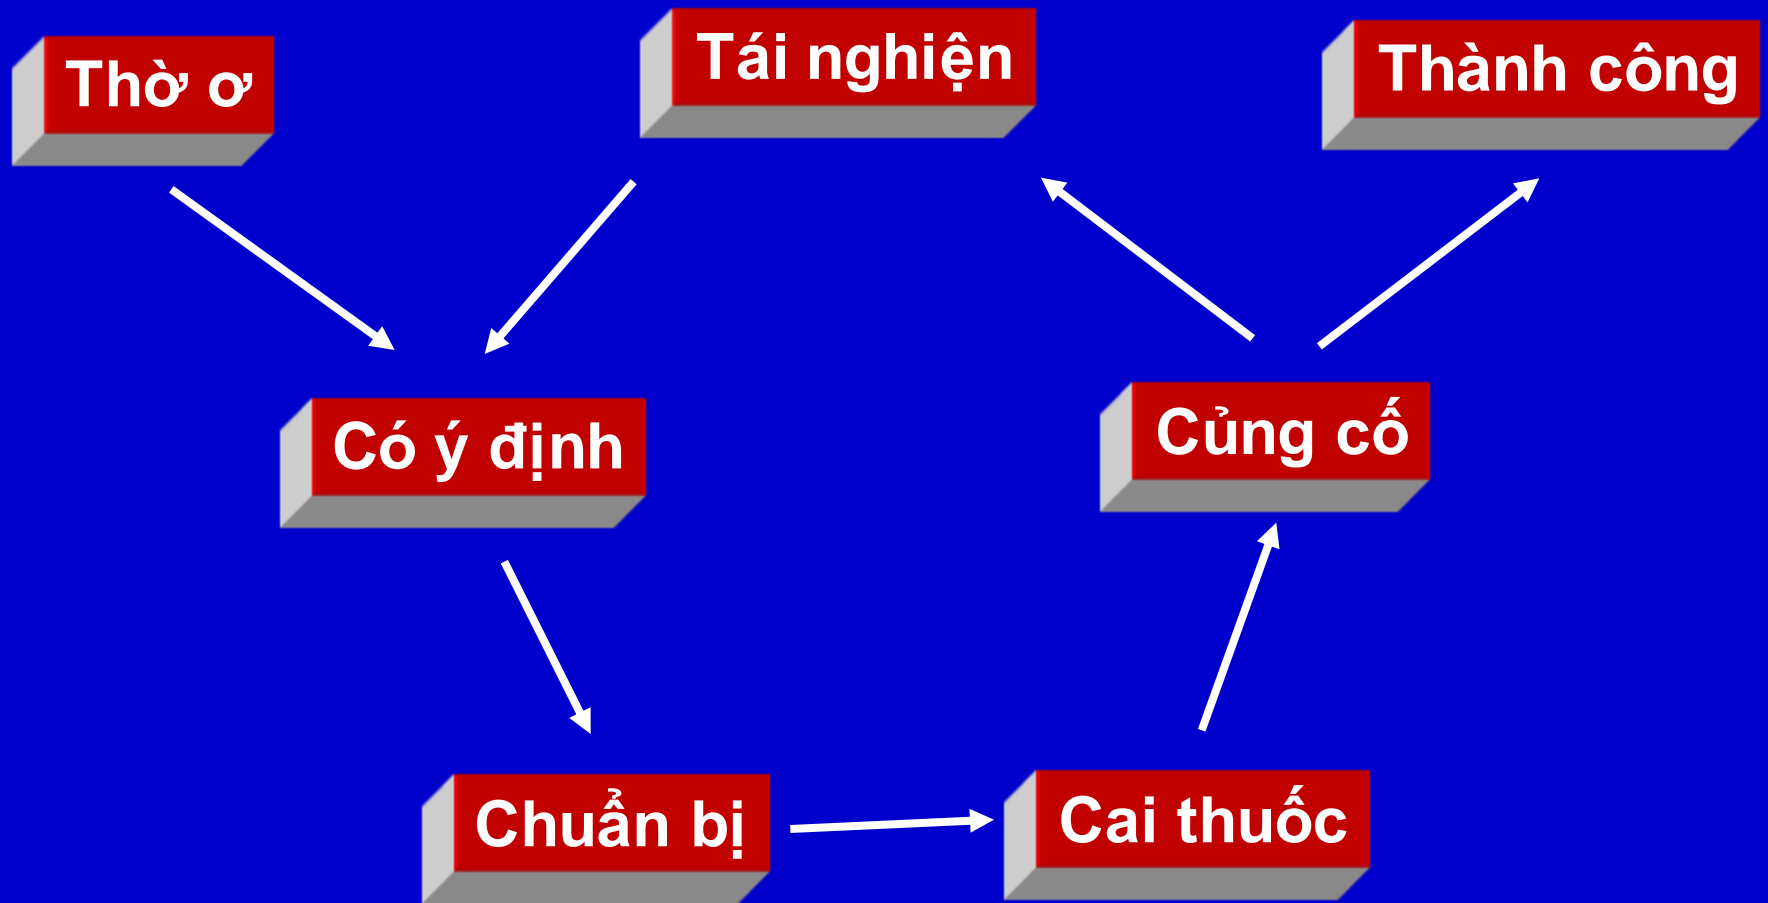 Thờ ơ
Tái nghiện
Thành công
Có ý định
Củng cố
Chuẩn bị
Cai thuốc